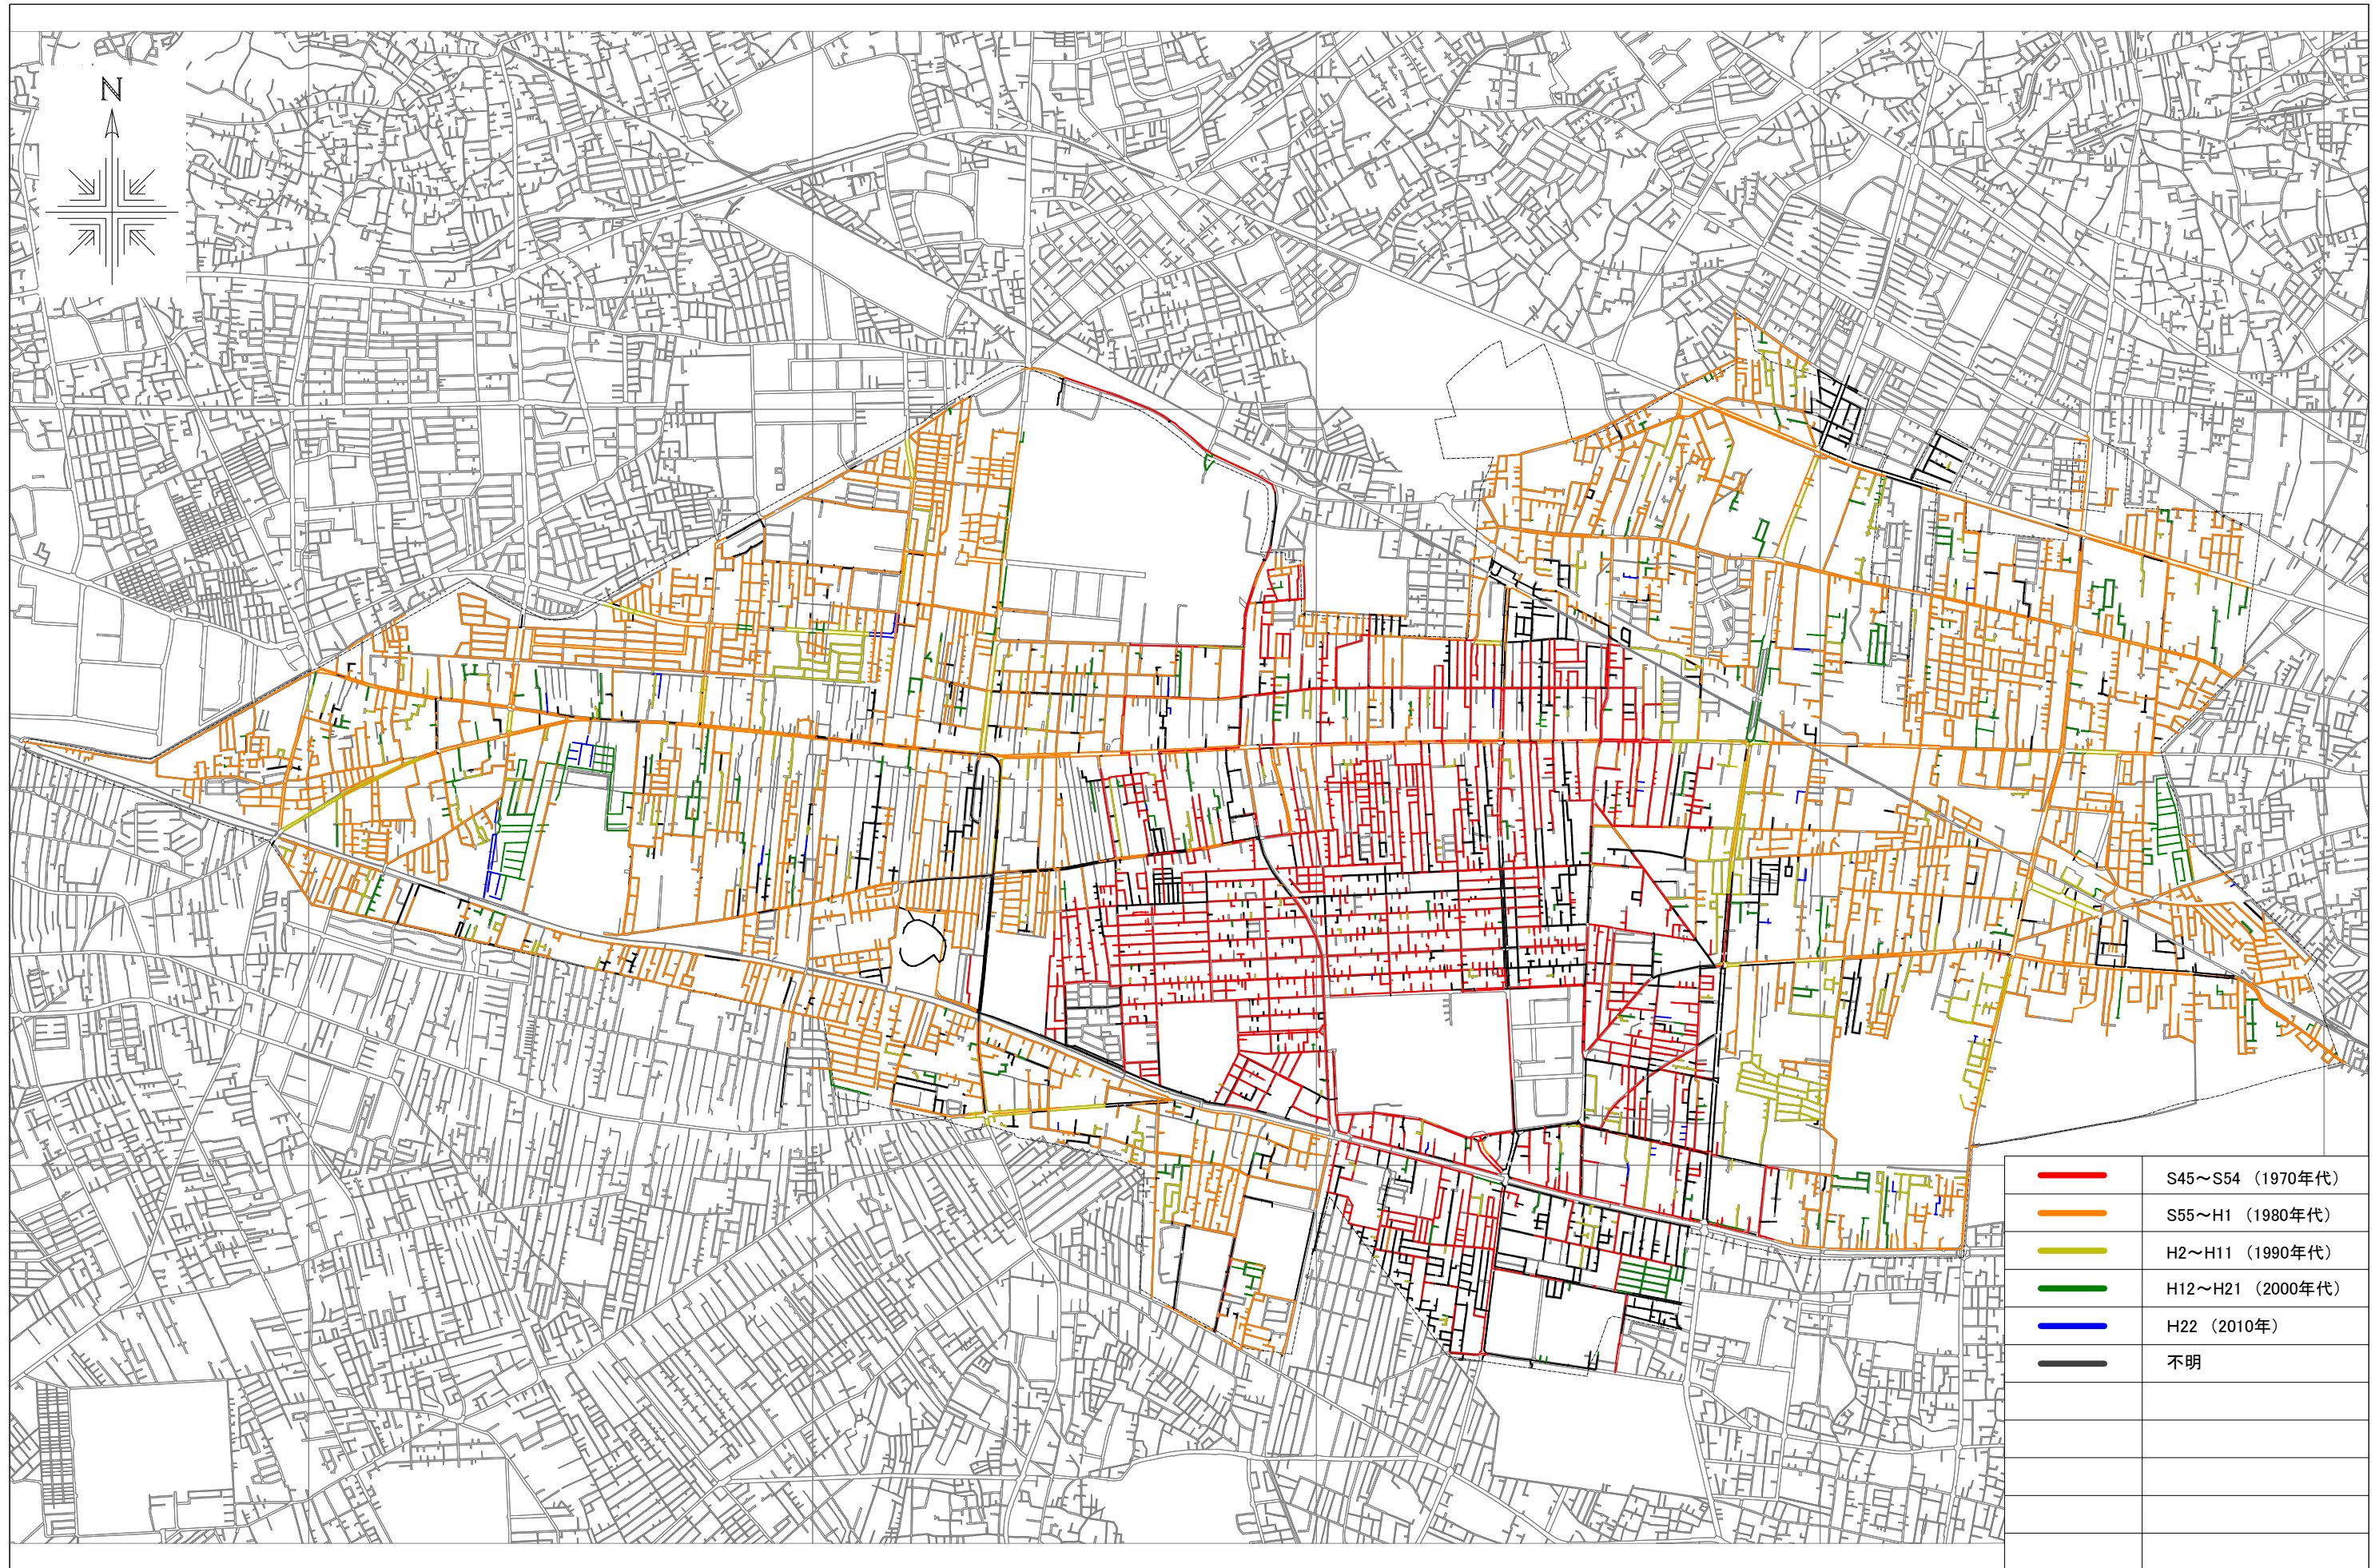 N
S45～S54 （1970年代）
S55～H1 （1980年代）
H2～H11 （1990年代）
H12～H21 （2000年代）
H22 （2010年）
不明